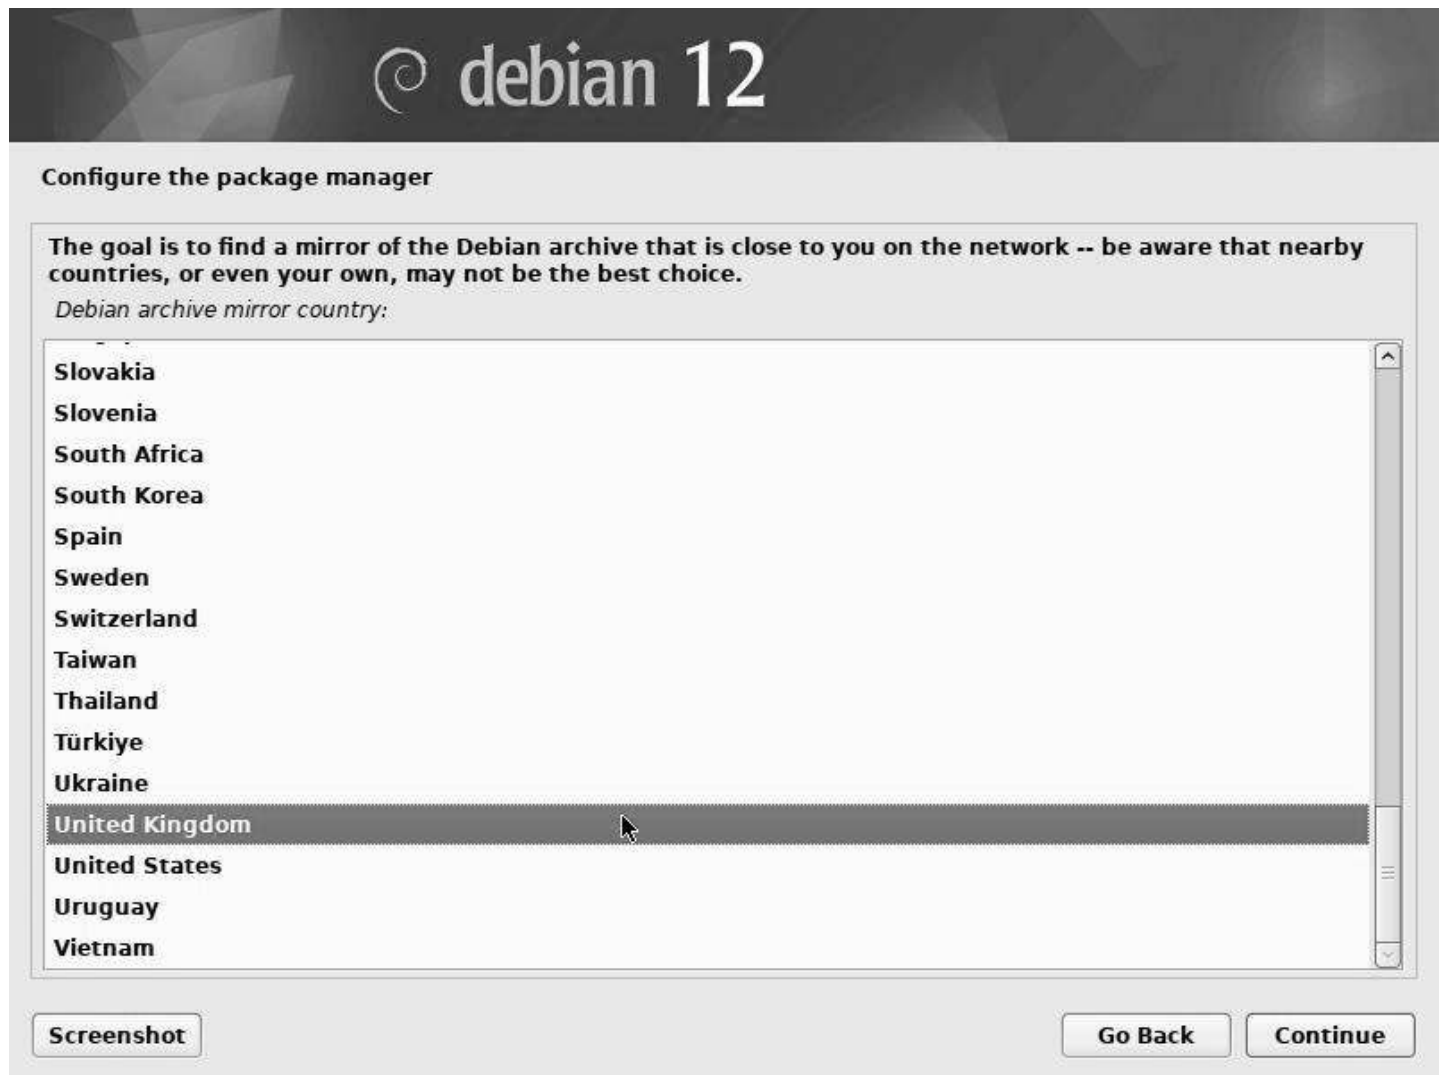 debian 12
Configure the package manager
The goal is to find a mirror of the Debian archive that is close to you on the network -- be aware that nearby
countries, or even your own, may not be the best choice.
Debian archive mirror country:
Slovakia
Slovenia
South Africa
South Korea
Spain
Sweden
Switzerland
Taiwan
Thailand
Türkiye
Ukraine
United Kingdom
United States
Uruguay
Vietnam
Screenshot
Go Back
Continue